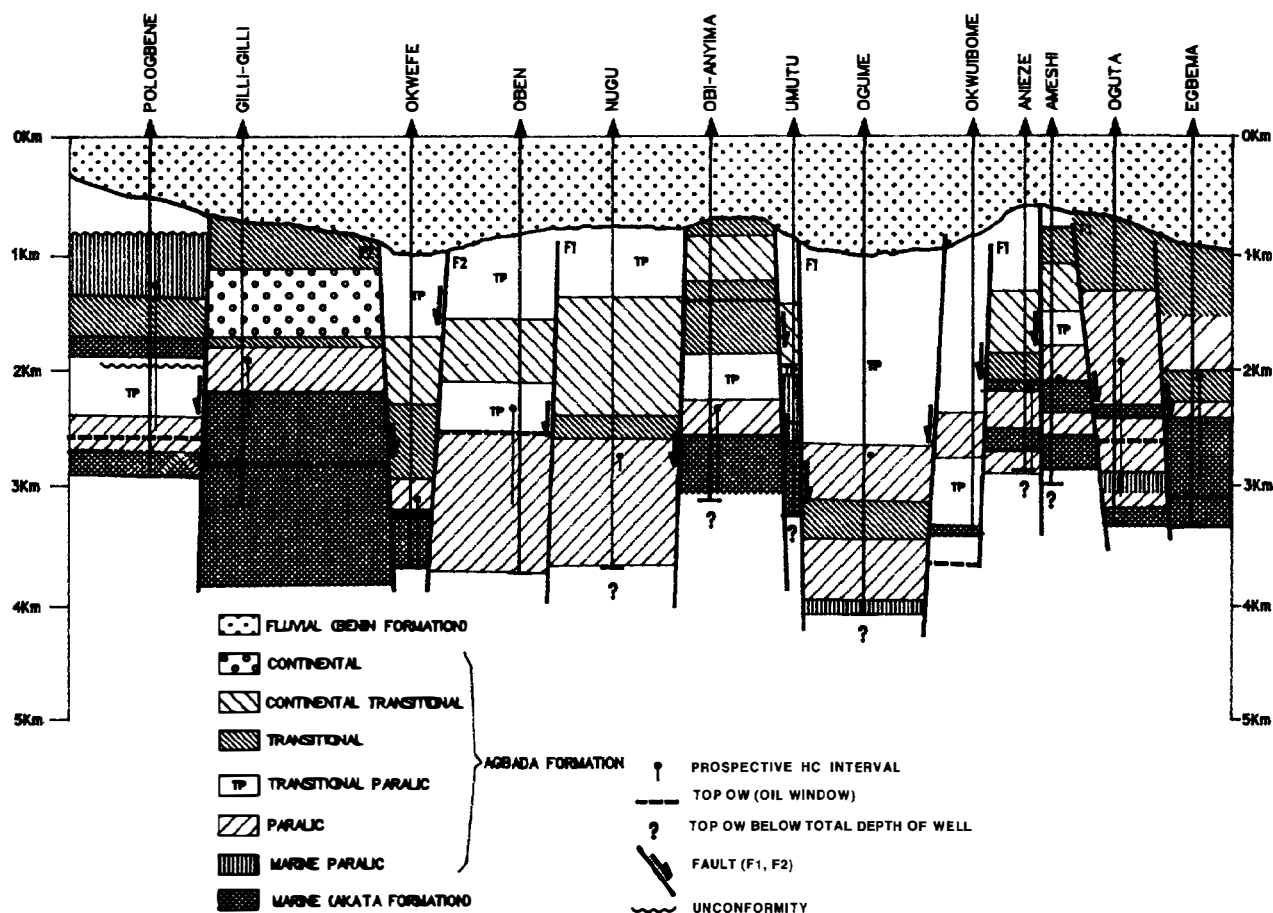 POLOGBENE
GILLI-GILLI
OKWEFE
OBEN
NUGU
OBI-ANYIMA
UMUTU
OGUME
OKWUIBOME
ANIEZE
AMESHI
OGUTA
EGBEMA
0Km
0Km
1Km
1Km
2Km
2Km
3Km
3Km
4Km
4Km
5Km
5Km
F2
F1
F1
F1
TP
TP
TP
TP
TP
TP
TP
TP
TP
TP
?
?
?
?
?
?
FLUVIAL (BENIN FORMATION)
CONTINENTAL
CONTINENTAL TRANSITIONAL
TRANSITIONAL
TP TRANSITIONAL PARALIC
PARALIC
MARINE PARALIC
MARINE (AKATA FORMATION)
AGBADA FORMATION
PROSPECTIVE HC INTERVAL
TOP OW (OIL WINDOW)
? TOP OW BELOW TOTAL DEPTH OF WELL
FAULT (F1, F2)
UNCONFORMITY